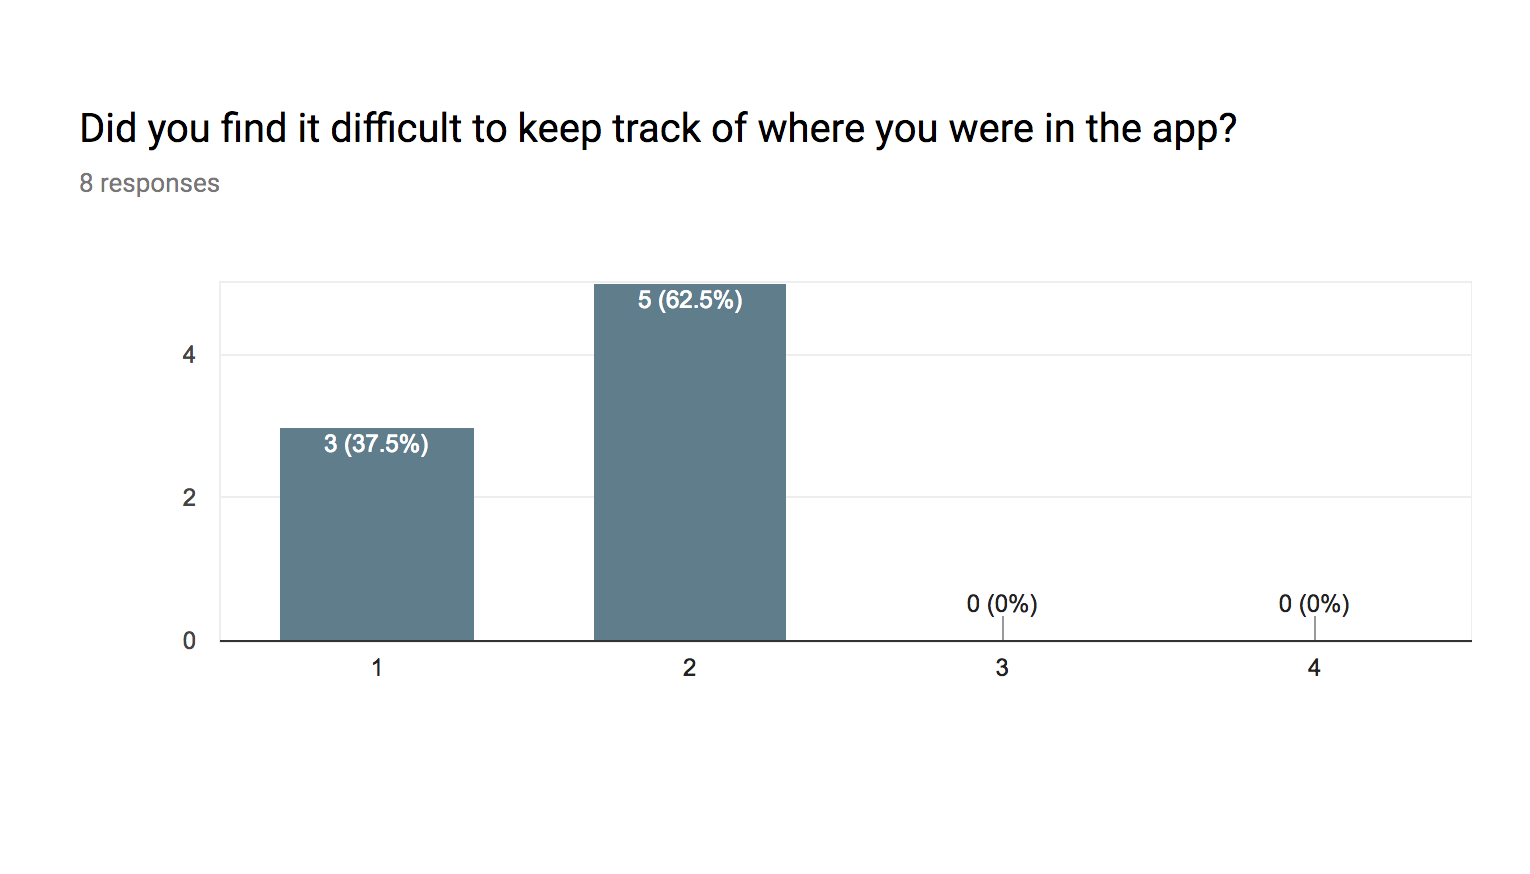 Did you find it difficult to keep track of where you were in the app?
8 responses
5 (62.5%)
4
3 (37.5%)
2
0 (0%) 0 (0%)
0
1 2 3 4